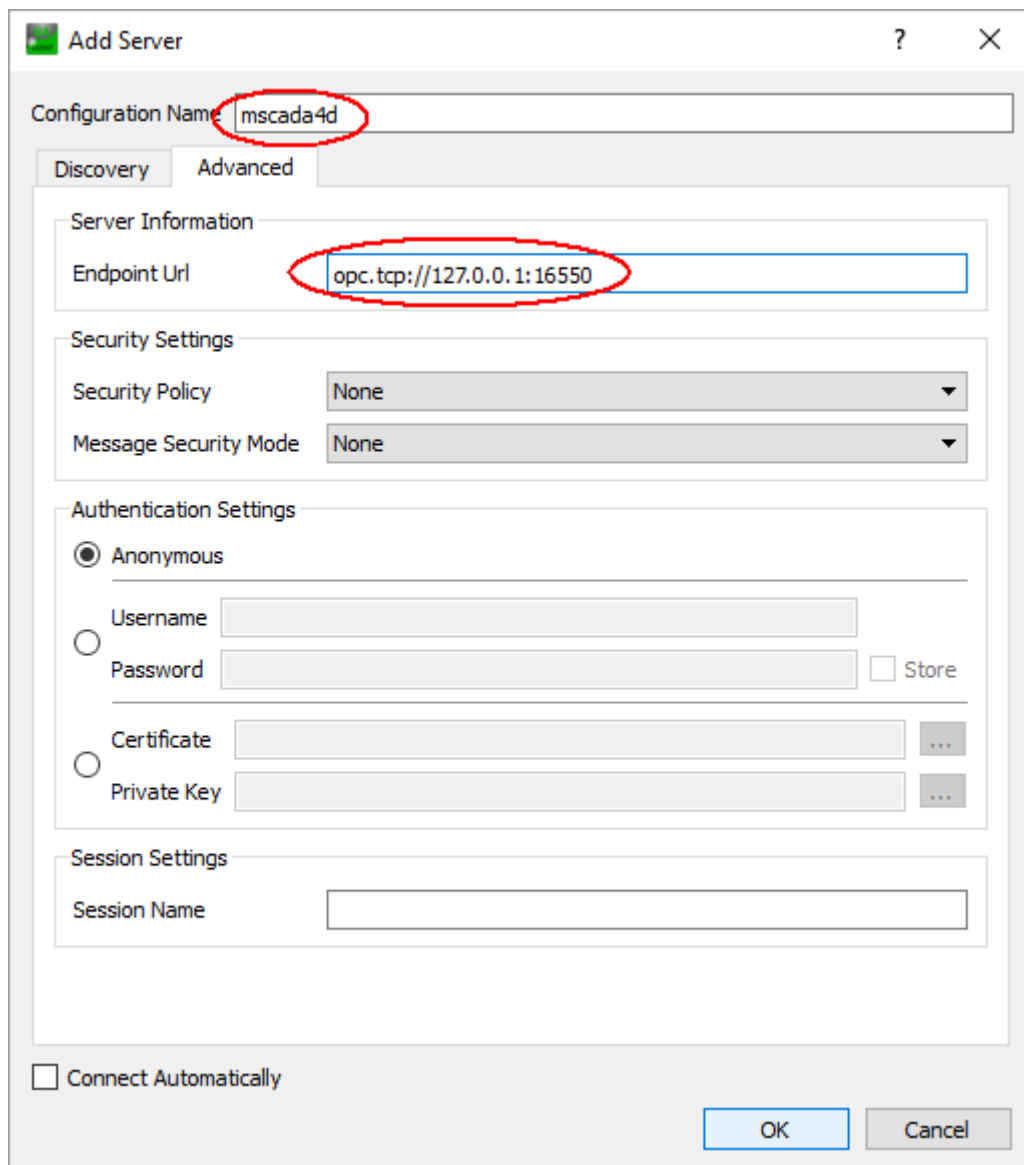 Add Server
?
Configuration Name mscada4d
Discovery Advanced
Server Information
Endpoint Url opc.tcp://127.0.0.1:16550
Security Settings
Security Policy None
Message Security Mode None
Authentication Settings
Anonymous
Username
Password Store
Certificate ...
Private Key ...
Session Settings
Session Name
Connect Automatically
OK Cancel